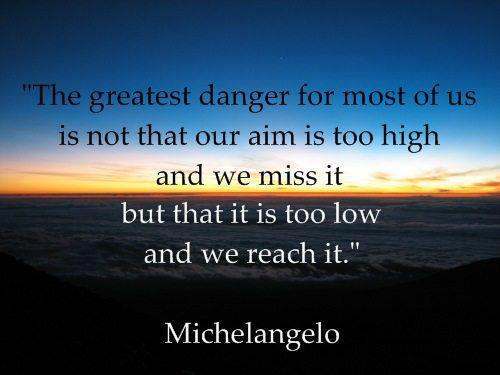 "The greatest danger for most of us
is not that our aim is too high
and we miss it
but that it is too low
and we reach it."
Michelangelo